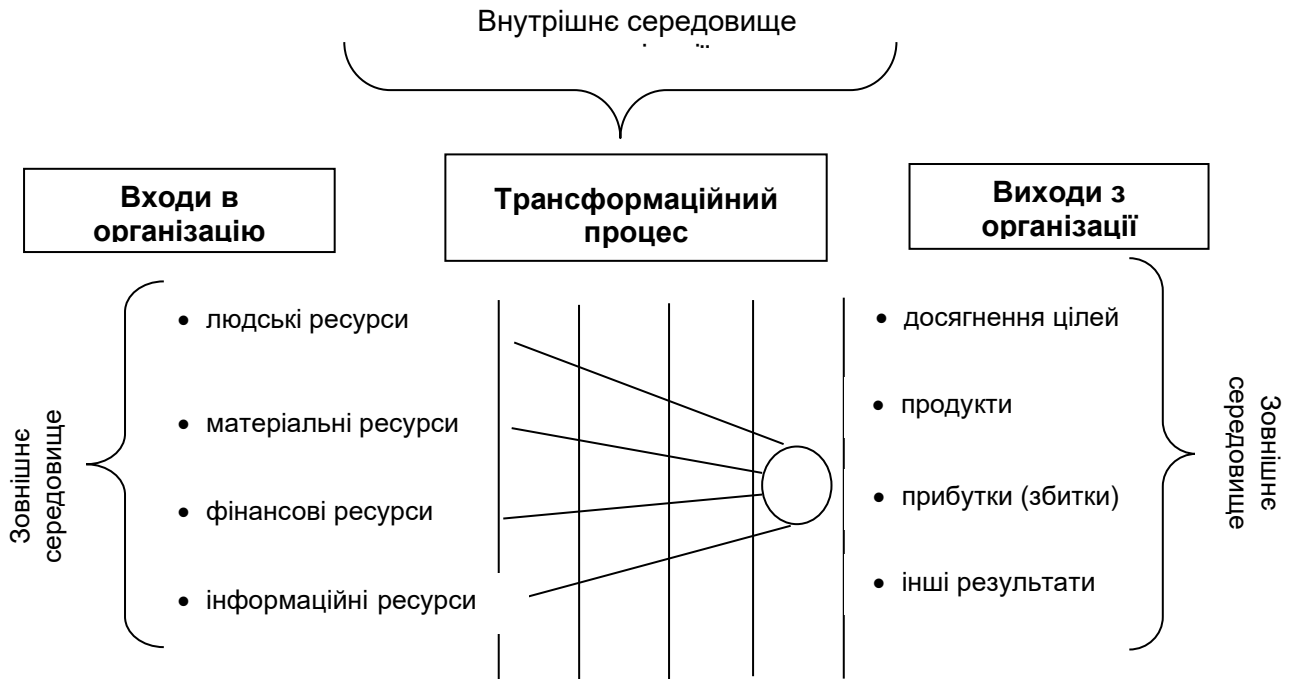 Внутрішнє середовище
Входи в
організацію
Трансформаційний
процес
Виходи з
організації
Зовнішнє
середовище
• людські ресурси
• матеріальні ресурси
• фінансові ресурси
• інформаційні ресурси
• досягнення цілей
• продукти
• прибутки (збитки)
• інші результати
Зовнішнє
середовище